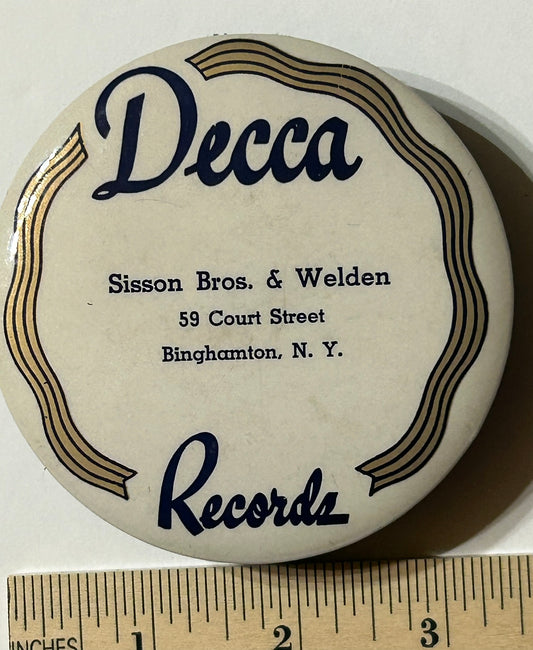 Decca
Sisson Bros. & Welden
59 Court Street
Binghamton, N. Y.
Records
INCHES 1 2 3